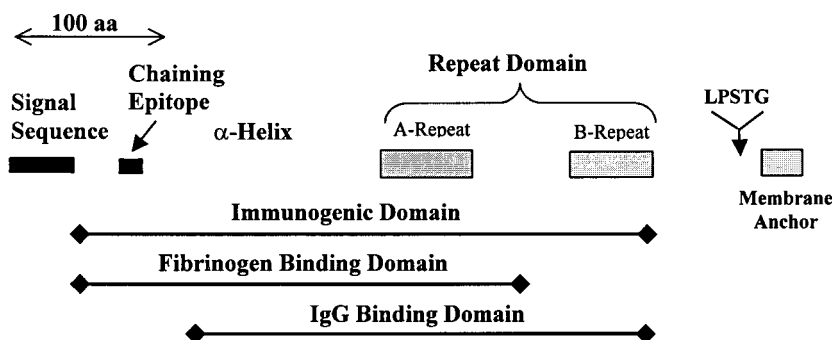 100 aa
Signal
Sequence
Chaining
Epitope
α-Helix
Repeat Domain
A-Repeat
B-Repeat
LPSTG
Membrane
Anchor
Immunogenic Domain
Fibrinogen Binding Domain
IgG Binding Domain